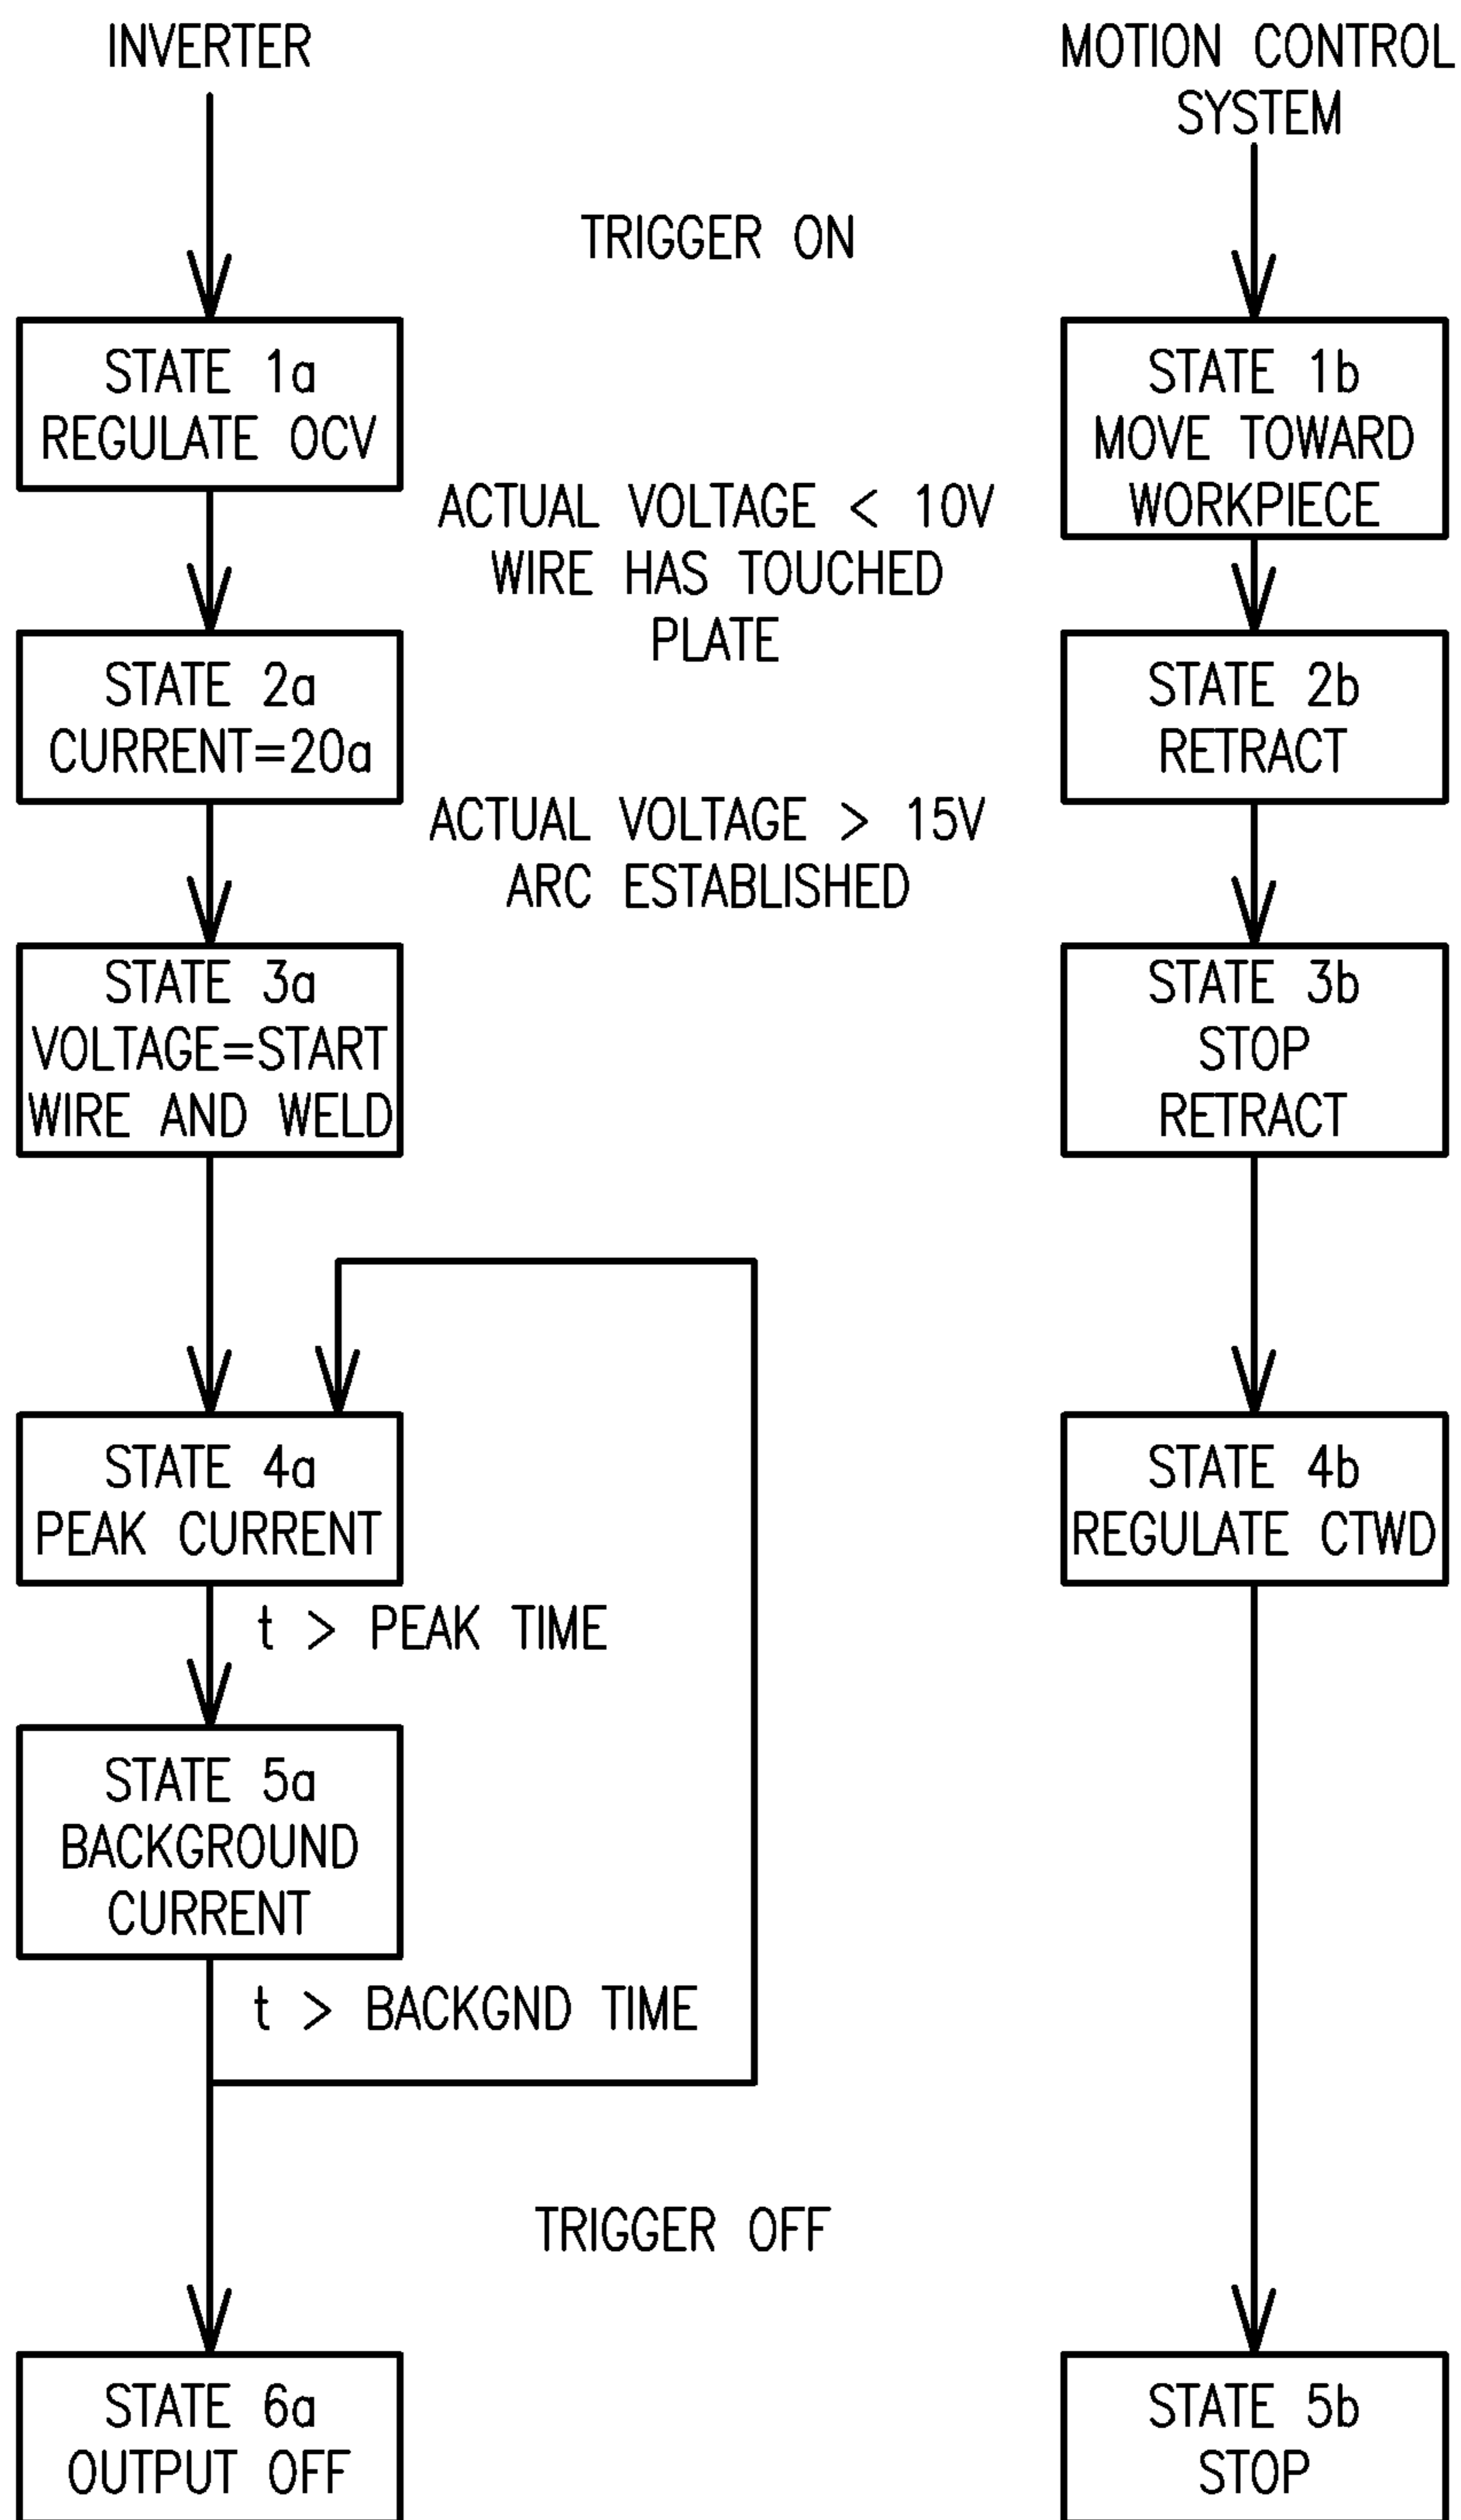 INVERTER
MOTION CONTROL
SYSTEM
TRIGGER ON
STATE 1a
REGULATE OCV
STATE 1b
MOVE TOWARD
WORKPIECE
ACTUAL VOLTAGE < 10V
WIRE HAS TOUCHED
PLATE
STATE 2a
CURRENT=20a
STATE 2b
RETRACT
ACTUAL VOLTAGE > 15V
ARC ESTABLISHED
STATE 3a
VOLTAGE=START
WIRE AND WELD
STATE 3b
STOP
RETRACT
STATE 4a
PEAK CURRENT
STATE 4b
REGULATE CTWD
t > PEAK TIME
STATE 5a
BACKGROUND
CURRENT
t > BACKGND TIME
TRIGGER OFF
STATE 6a
OUTPUT OFF
STATE 5b
STOP